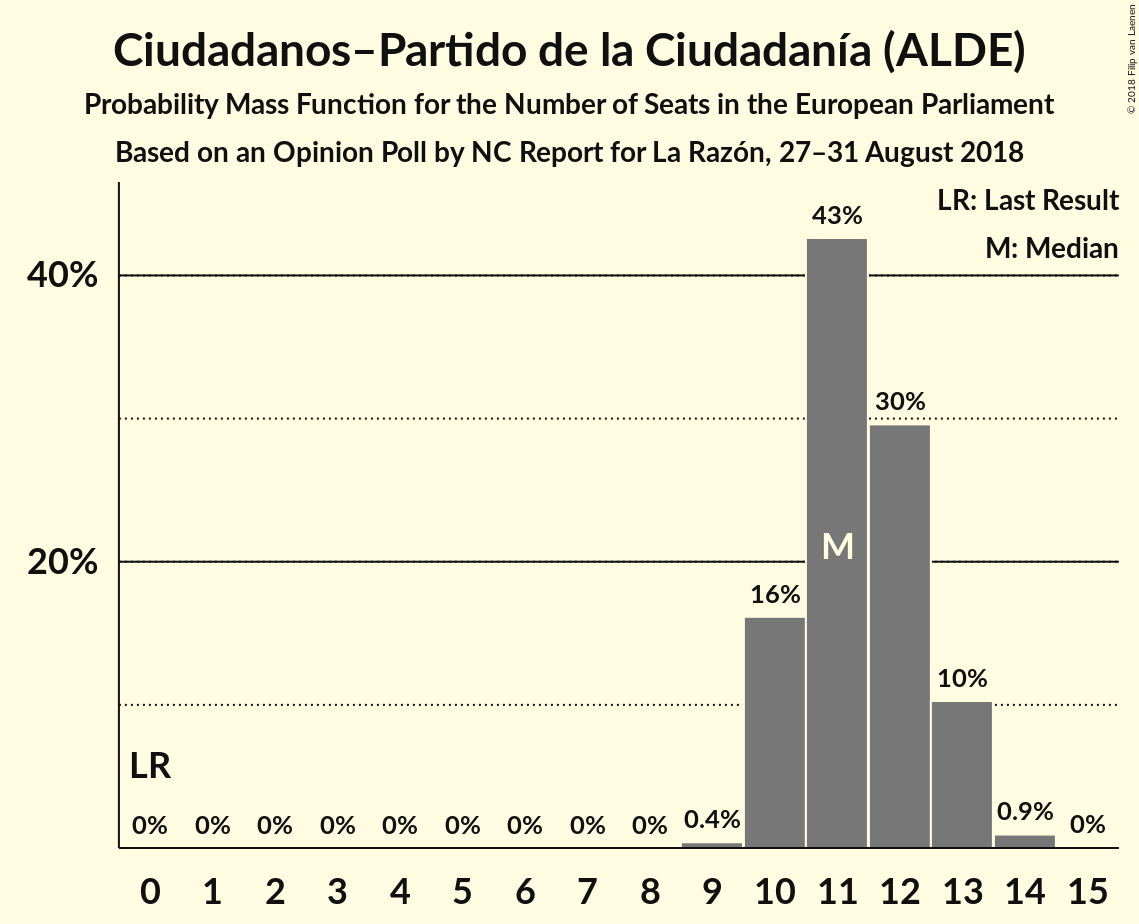 Ciudadanos–Partido de la Ciudadanía (ALDE)
Probability Mass Function for the Number of Seats in the European Parliament
Based on an Opinion Poll by NC Report for La Razón, 27–31 August 2018
© 2018 Filip van Laenen
LR: Last Result
M: Median
43%
40%
30%
M
20%
16%
10%
LR
0% 0% 0% 0% 0% 0% 0% 0% 0% 0.4% 0.9% 0%
0 1 2 3 4 5 6 7 8 9 10 11 12 13 14 15